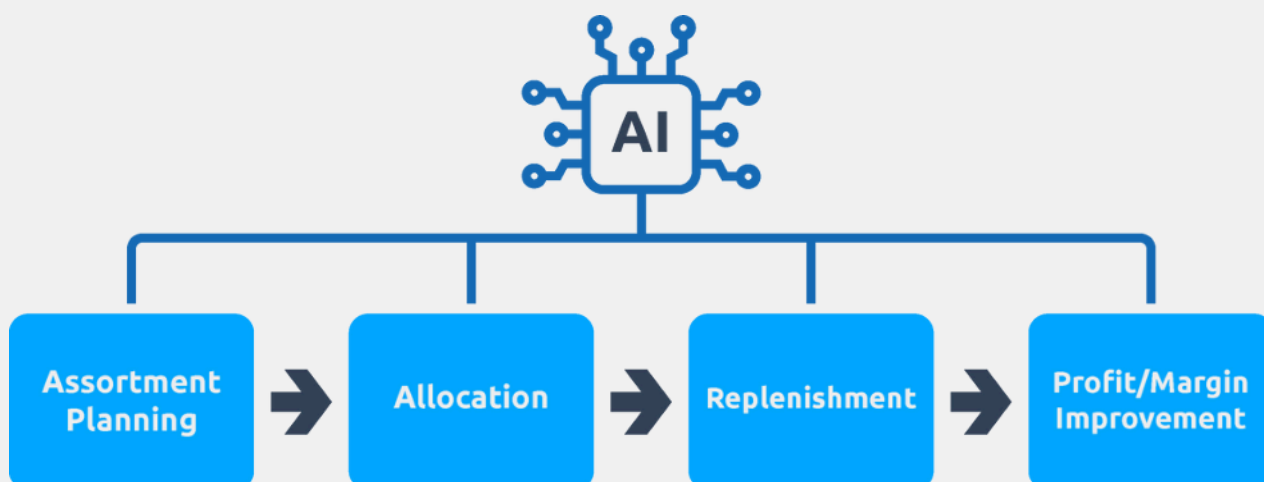 AI
Assortment
Planning
Allocation
Replenishment
Profit/Margin
Improvement